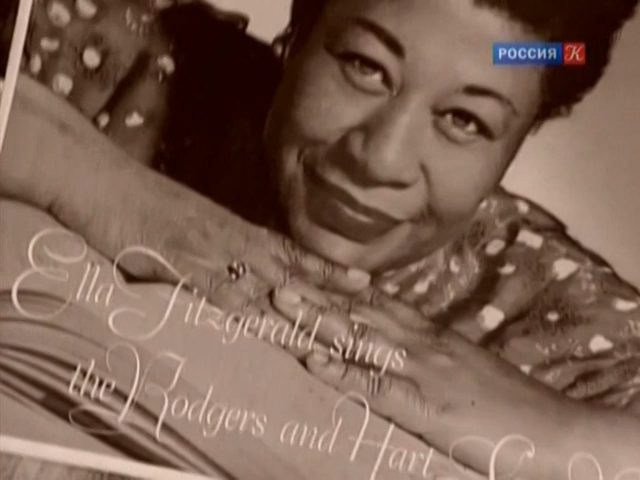 РОССИЯ К
Ella Fitzgerald sings
the Rodgers and Hart